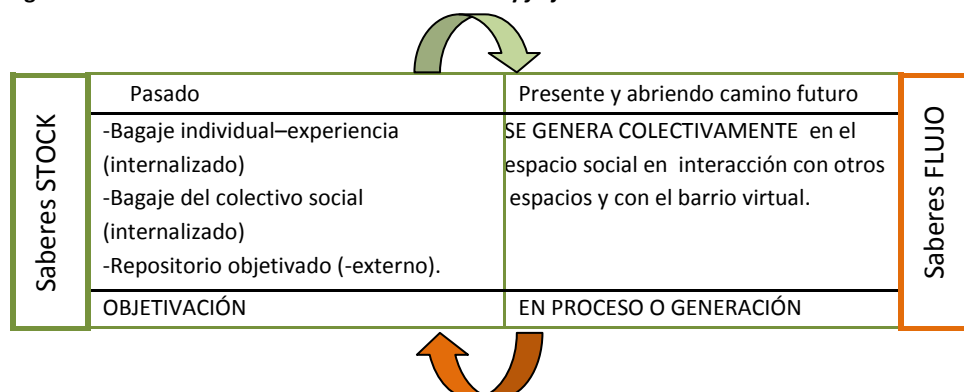 Saberes STOCK
Pasado
-Bagaje individual–experiencia
(internalizado)
-Bagaje del colectivo social
(internalizado)
-Repositorio objetivado (-externo).
OBJETIVACIÓN
Presente y abriendo camino futuro
SE GENERA COLECTIVAMENTE en el
espacio social en interacción con otros
espacios y con el barrio virtual.
EN PROCESO O GENERACIÓN
Saberes FLUJO